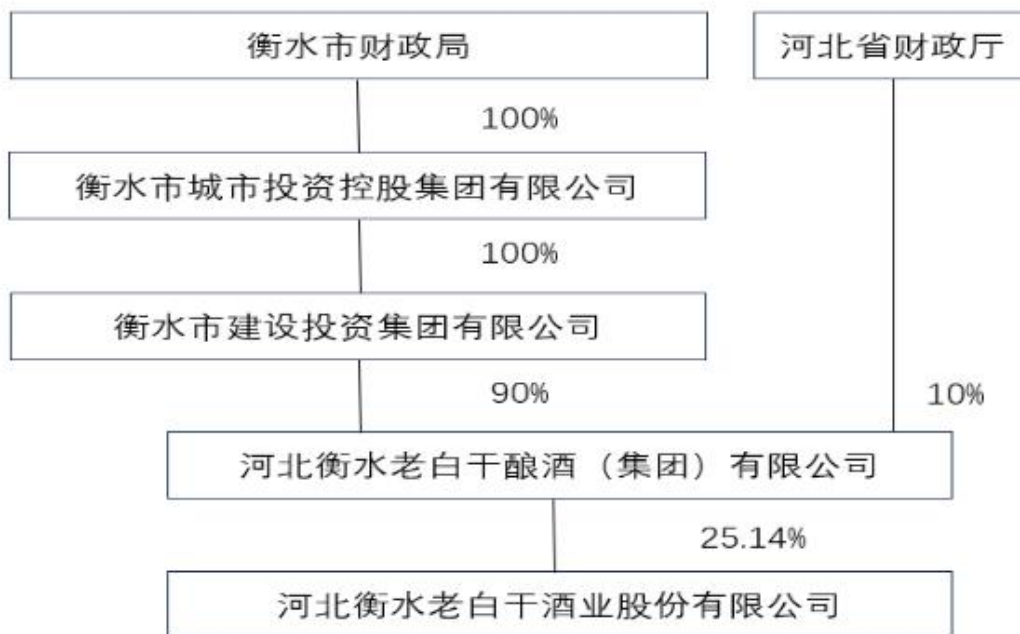 衡水市财政局
河北省财政厅
100%
衡水市城市投资控股集团有限公司
100%
衡水市建设投资集团有限公司
90%
10%
河北衡水老白干酿酒（集团）有限公司
25.14%
河北衡水老白干酒业股份有限公司